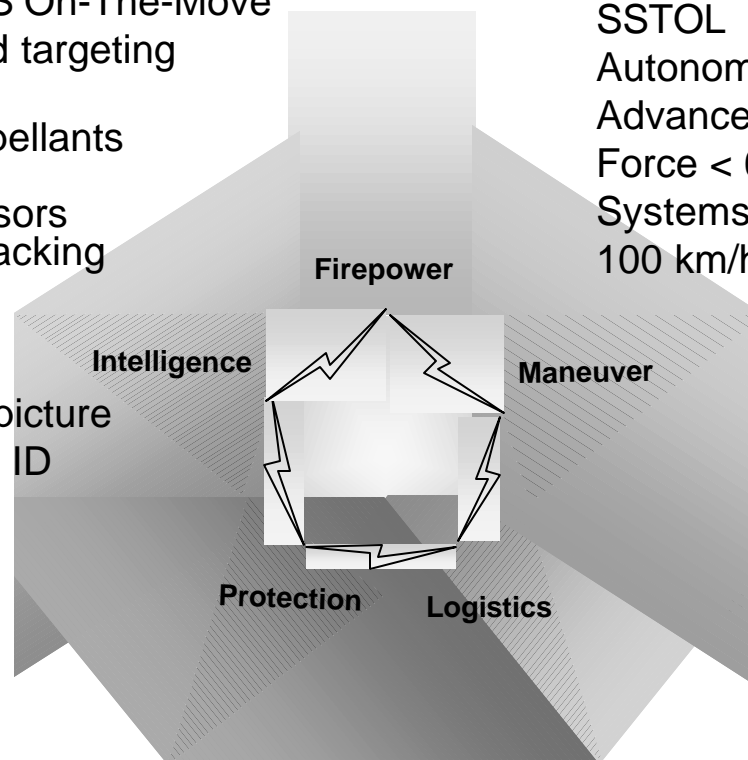 S On-The-Move
d targeting
pellants
sors
acking
picture
ID
SSTOL
Autonom
Advance
Force <
Systems
100 km/h
Firepower
Intelligence
Maneuver
Protection
Logistics